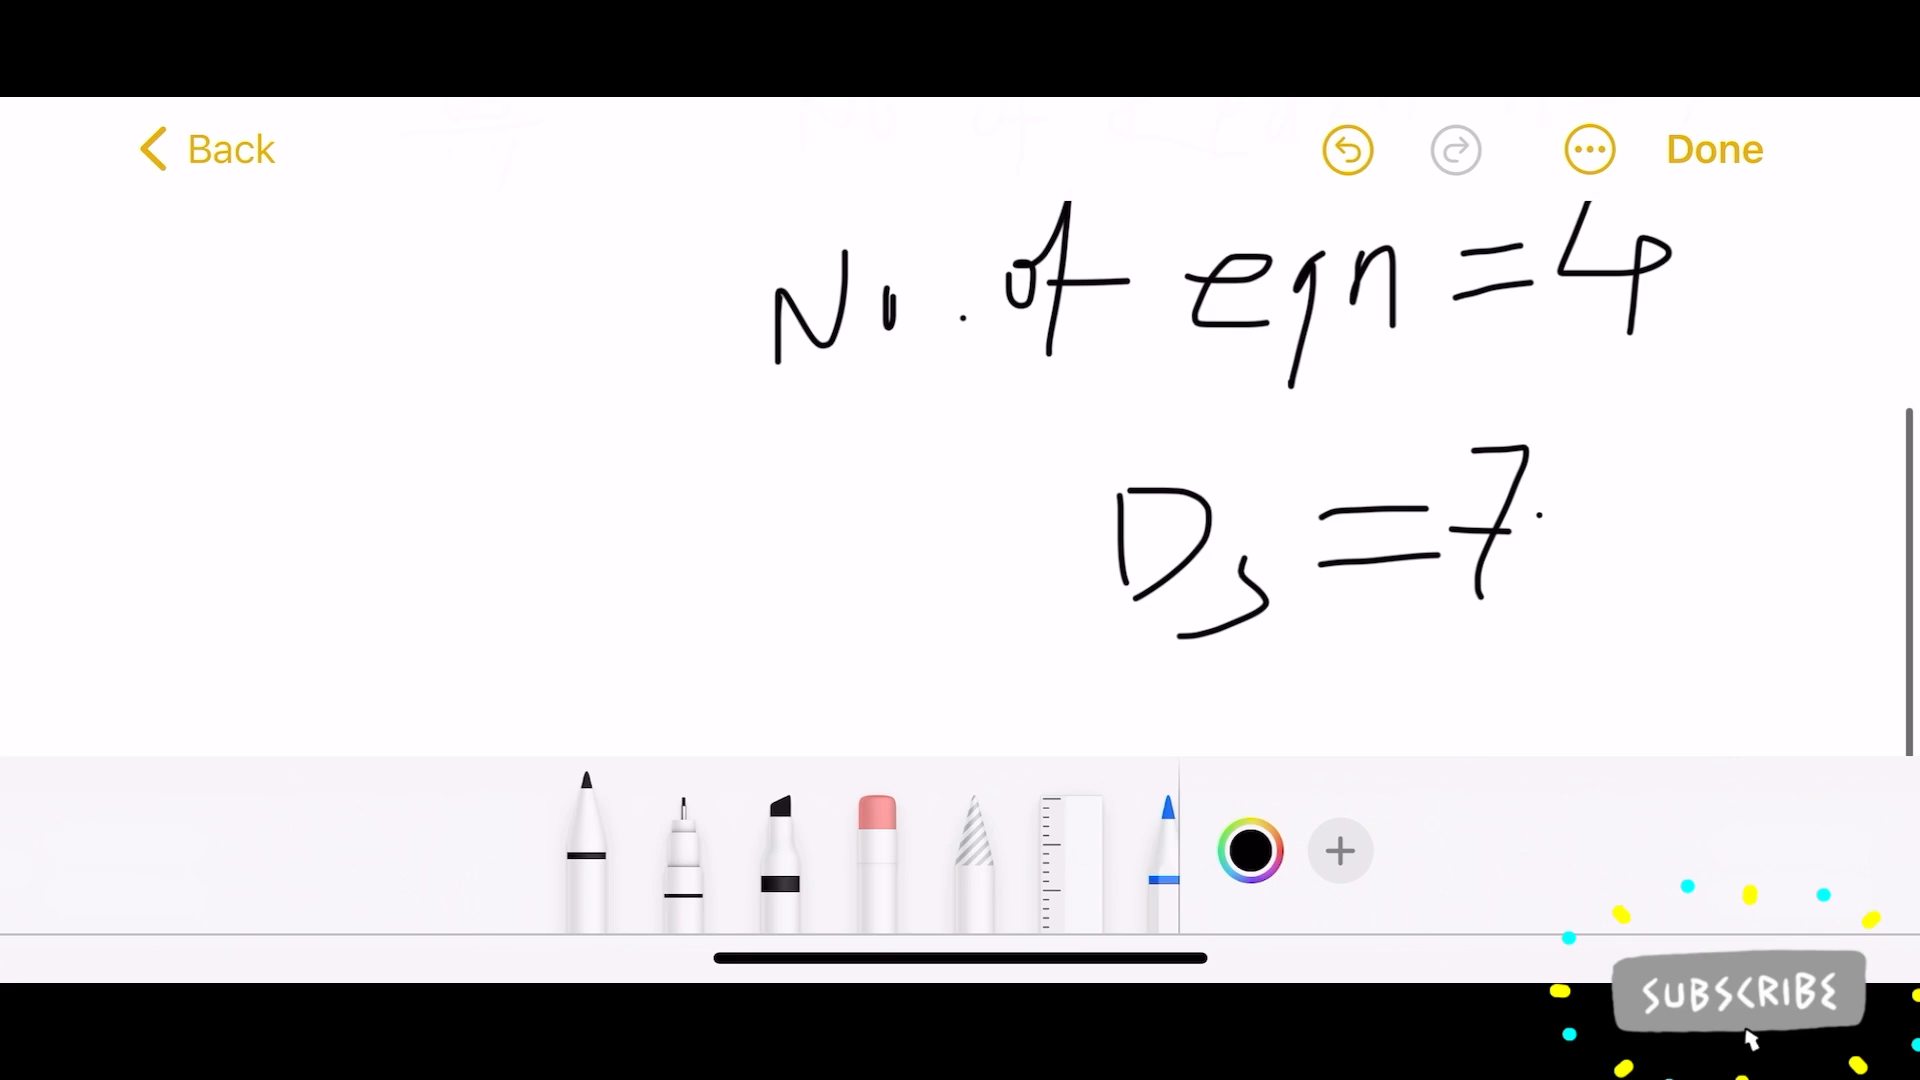 Back
Done
No. of eqn = 4
Ds = 7.
SUBSCRIBE